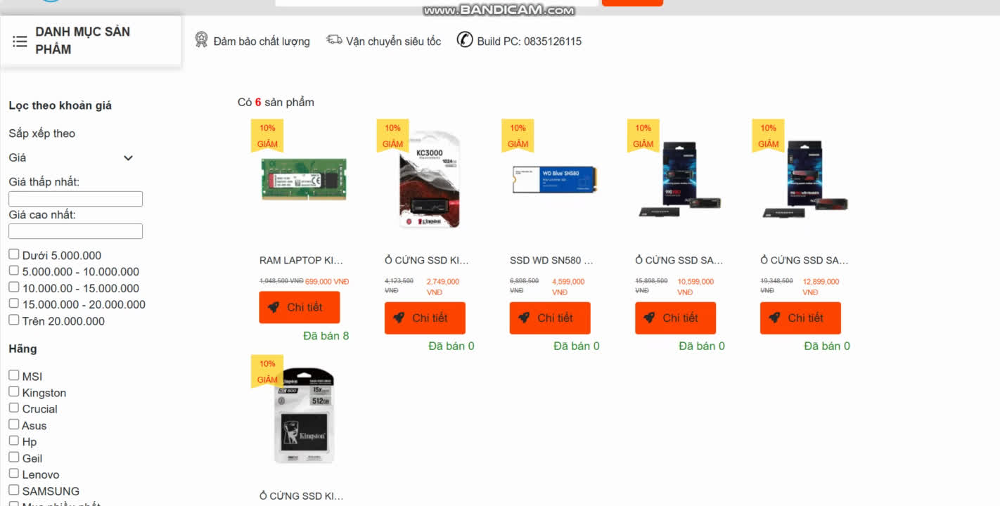 www.BANDICAM.com
DANH MỤC SẢN
PHẨM
Đảm bảo chất lượng
Vận chuyển siêu tốc
Build PC: 0835126115
Lọc theo khoản giá
Sắp xếp theo
Giá
Giá thấp nhất:
Giá cao nhất:
Dưới 5.000.000
5.000.000 - 10.000.000
10.000.00 - 15.000.000
15.000.000 - 20.000.000
Trên 20.000.000
Hãng
MSI
Kingston
Crucial
Asus
Hp
Geil
Lenovo
SAMSUNG
Có 6 sản phẩm
10%
GIẢM
RAM LAPTOP KI...
1,048,500 VNĐ 699,000 VNĐ
Chi tiết
Đã bán 8
10%
GIẢM
KC3000
1024GB
Kingston
Ổ CỨNG SSD KI...
4,123,500 2,749,000
VNĐ VNĐ
Chi tiết
Đã bán 0
10%
GIẢM
WD Blue SN580
SSD WD SN580 ...
6,898,500 4,599,000
VNĐ VNĐ
Chi tiết
Đã bán 0
10%
GIẢM
SAMSUNG
990 PRO
Ổ CỨNG SSD SA...
15,898,500 10,599,000
VNĐ VNĐ
Chi tiết
Đã bán 0
10%
GIẢM
SAMSUNG
Ổ CỨNG SSD SA...
19,348,500 12,899,000
VNĐ VNĐ
Chi tiết
Đã bán 0
10%
GIẢM
Kingston
15x
512GB
Kingston
Ổ CỨNG SSD KI...